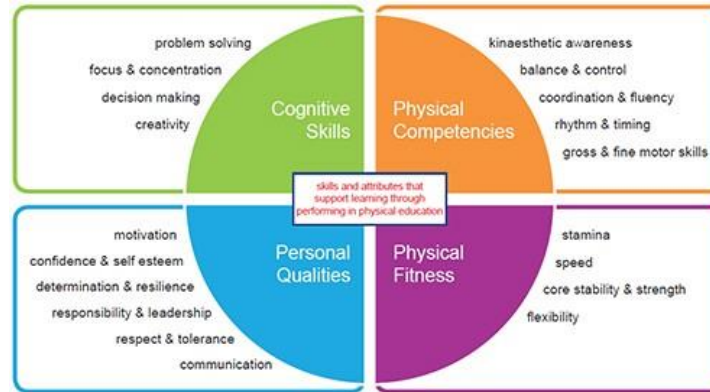 problem solving
focus & concentration
decision making
creativity
Cognitive
Skills
Physical
Competencies
kinaesthetic awareness
balance & control
coordination & fluency
rhythm & timing
gross & fine motor skills
skills and attributes that
support learning through
performing in physical education
motivation
confidence & self esteem
determination & resilience
responsibility & leadership
respect & tolerance
communication
Personal
Qualities
Physical
Fitness
stamina
speed
core stability & strength
flexibility